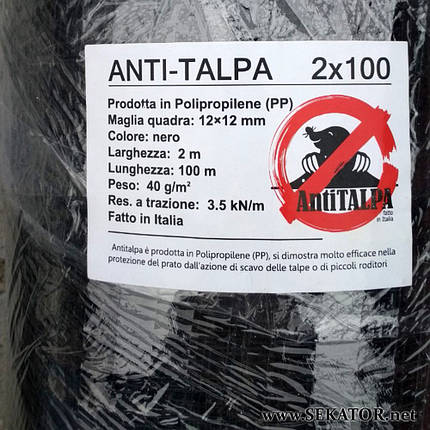 ANTI-TALPA 2x100
Prodotta in Polipropilene (PP)
Maglia quadra: 12×12 mm
Colore: nero
Larghezza: 2 m
Lunghezza: 100 m
Peso: 40 g/m²
Res. a trazione: 3.5 kN/m
Fatto in Italia
AntiTALPA
fatto
in Italia
Antitalpa è prodotta in Polipropilene (PP), si dimostra molto efficace nella
protezione del prato dall'azione di scavo delle talpe o di piccoli roditori
www.SEKATOR.net